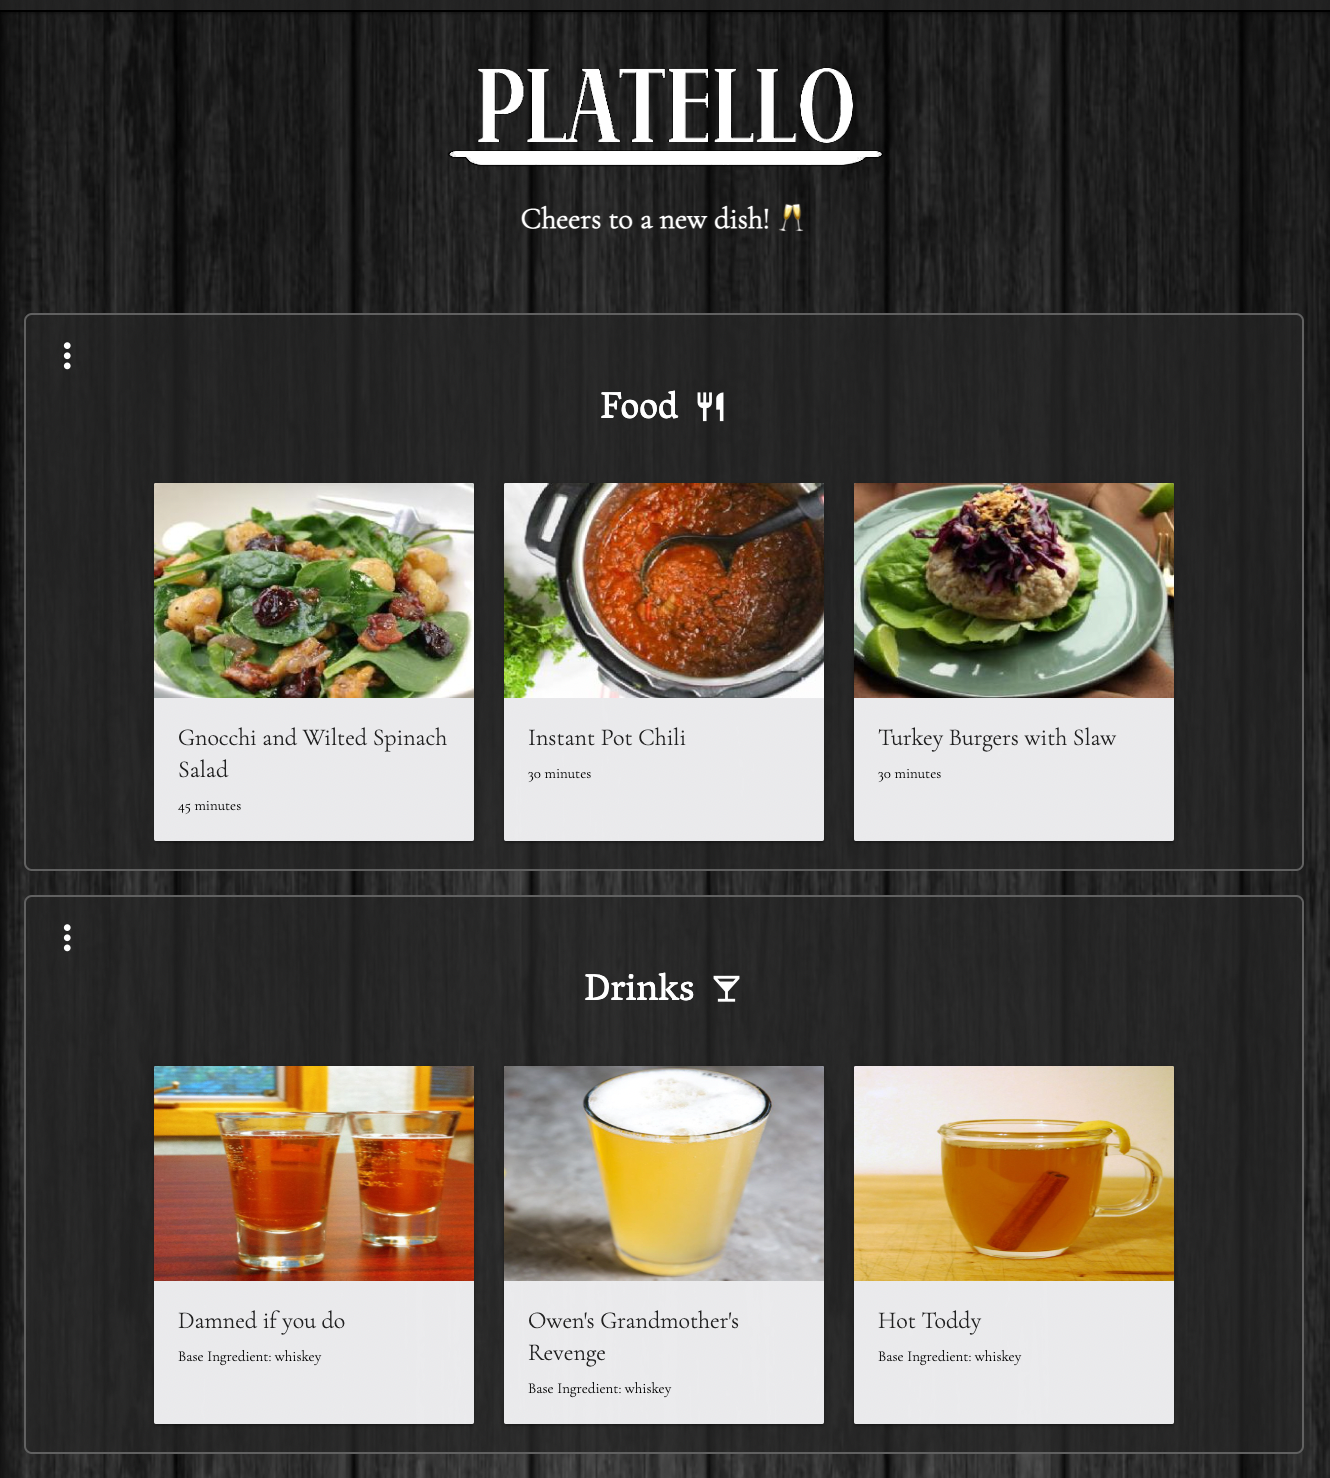 PLATELLO
Cheers to a new dish! 🥂
Food
Gnocchi and Wilted Spinach
Salad
45 minutes
Instant Pot Chili
30 minutes
Turkey Burgers with Slaw
30 minutes
Drinks
Damned if you do
Base Ingredient: whiskey
Owen's Grandmother's
Revenge
Base Ingredient: whiskey
Hot Toddy
Base Ingredient: whiskey